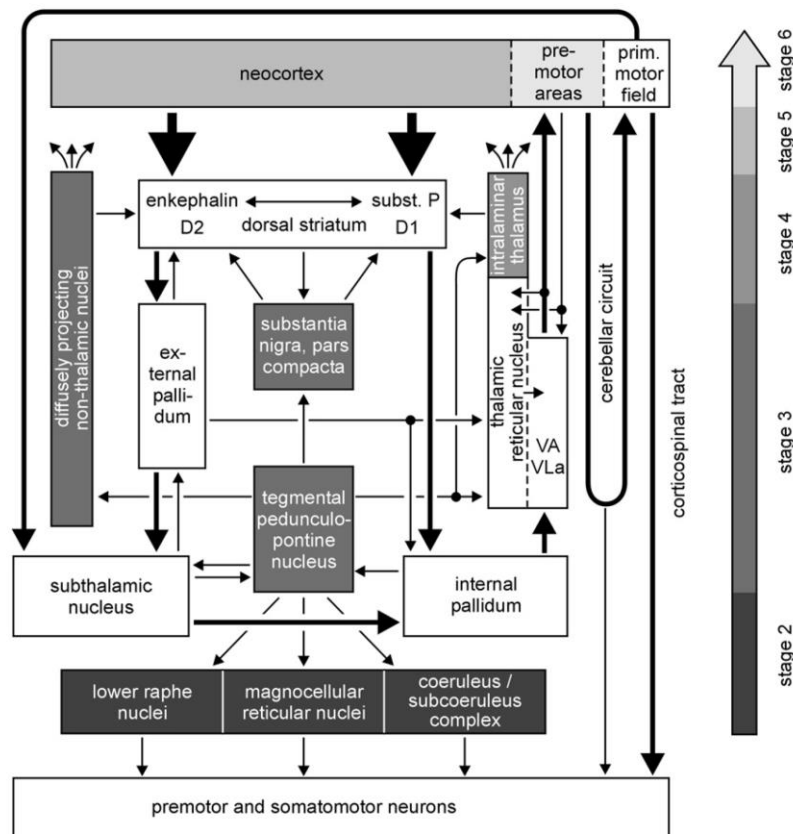 neocortex
pre-
motor
areas
prim.
motor
field
enkephalin
subst. P
D2
dorsal striatum
D1
intralaminar
thalamus
diffusely projecting
non-thalamic nuclei
substantia
nigra, pars
compacta
ex-
ternal
palli-
dum
thalamic
reticular nucleus
VA
VLa
cerebellar circuit
corticospinal tract
tegmental
pedunculo-
pontine
nucleus
subthalamic
nucleus
internal
pallidum
lower raphe
nuclei
magnocellular
reticular nuclei
coeruleus /
subcoeruleus
complex
premotor and somatomotor neurons
stage 6
stage 5
stage 4
stage 3
stage 2